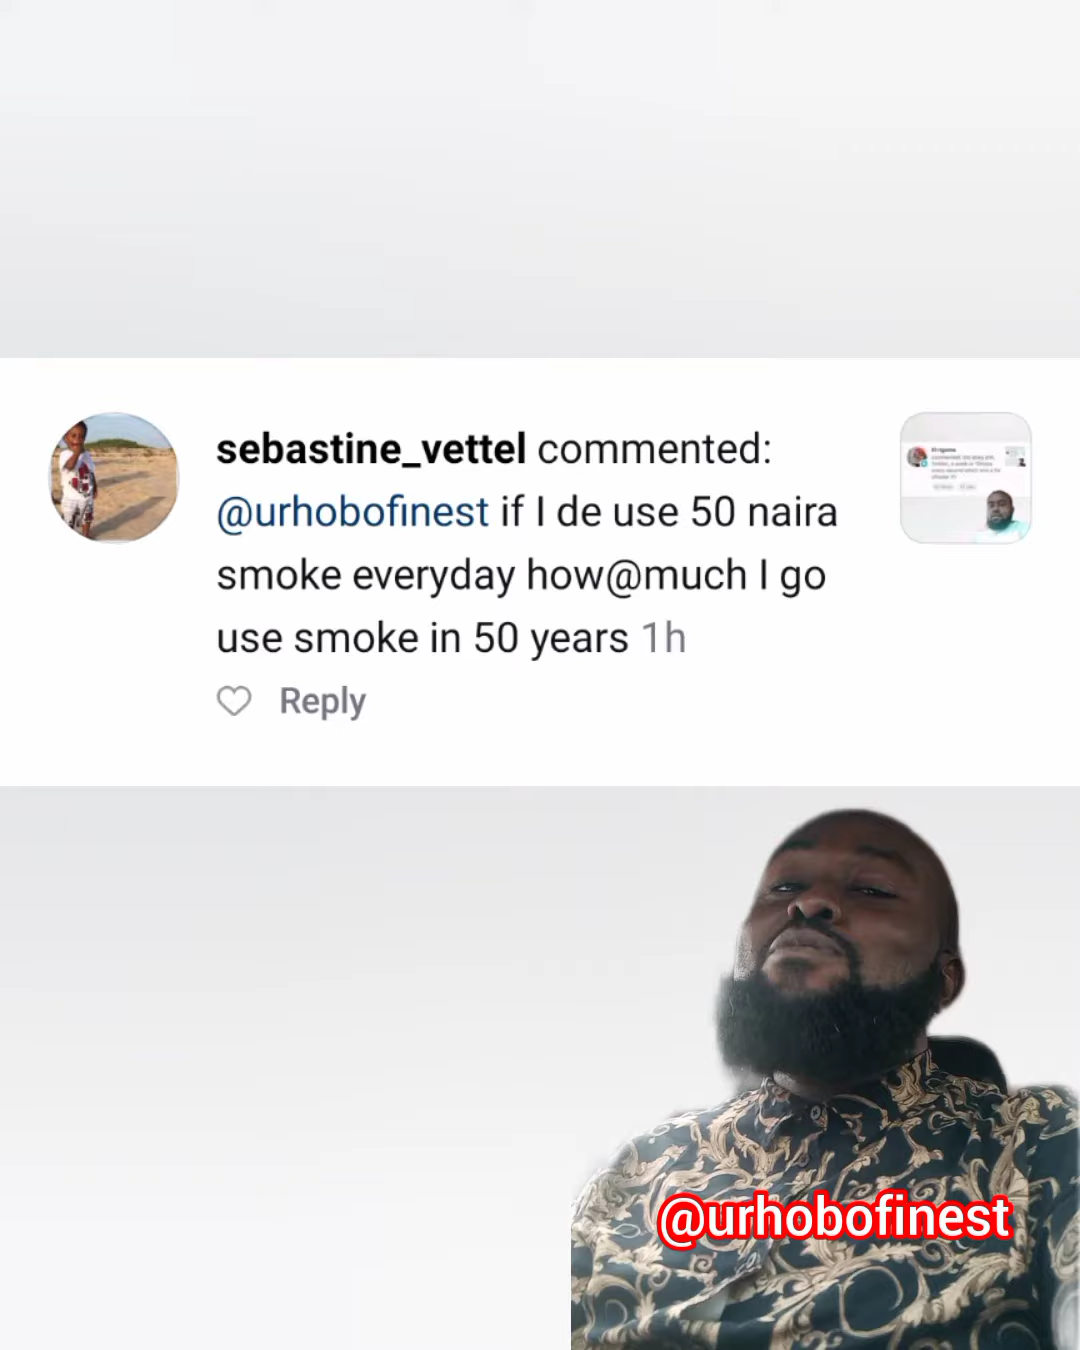 sebastine_vettel commented:
@urhobofinest if I de use 50 naira
smoke everyday how@much I go
use smoke in 50 years 1h
Reply
@urhobofinest